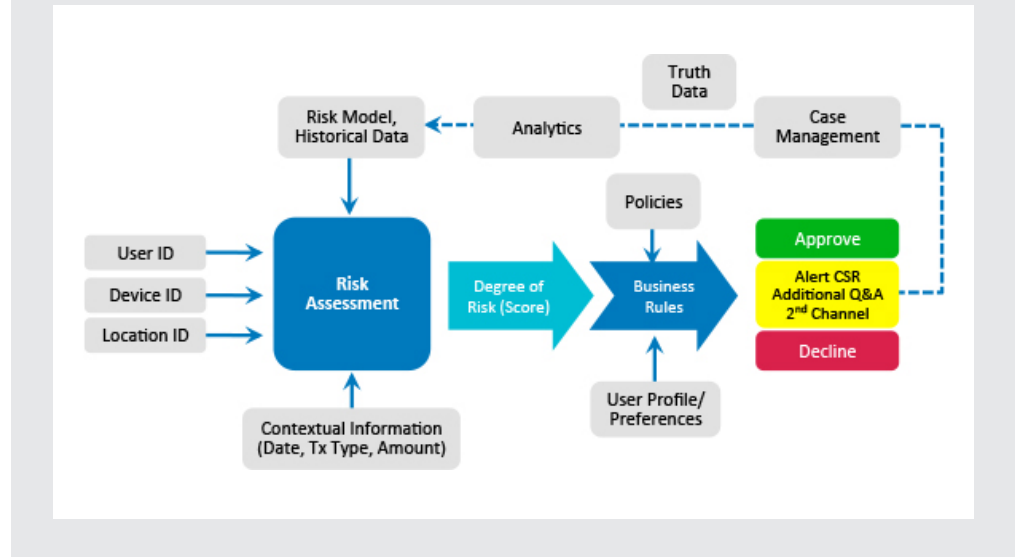 Truth
Data
Risk Model,
Historical Data
Analytics
Case
Management
Policies
User ID
Device ID
Location ID
Risk
Assessment
Degree of
Risk (Score)
Business
Rules
Approve
Alert CSR
Additional Q&A
2nd Channel
Decline
Contextual Information
(Date, Tx Type, Amount)
User Profile/
Preferences